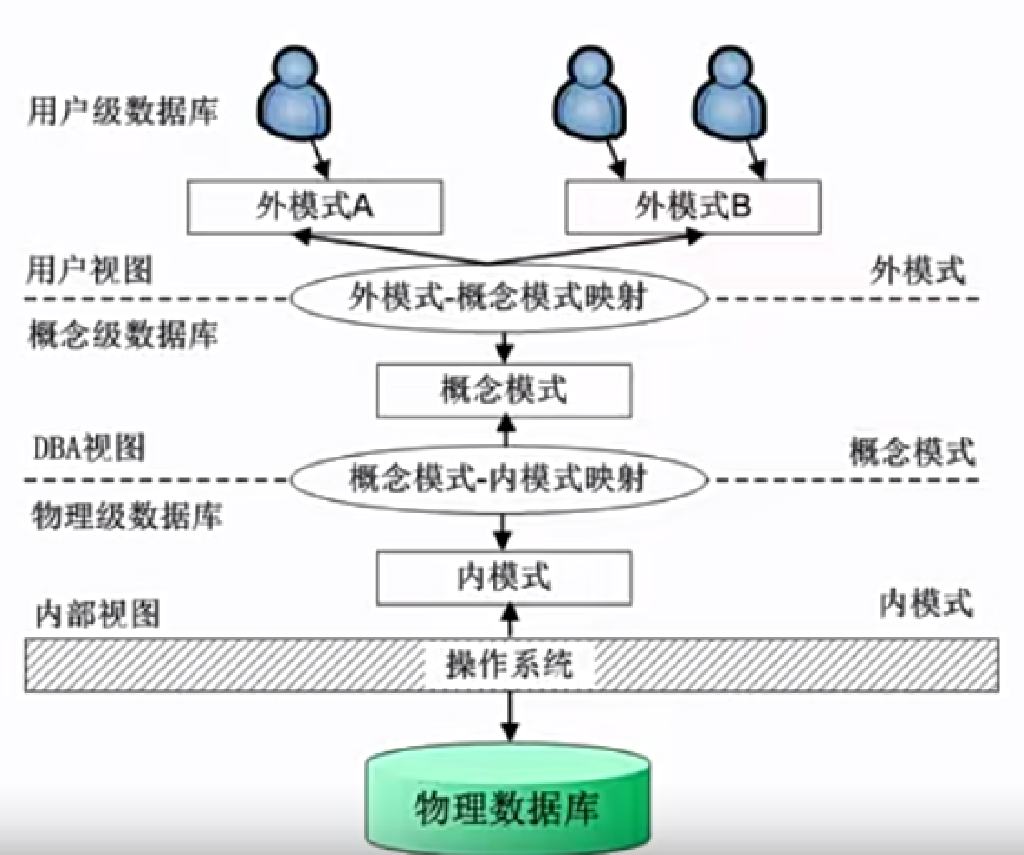 用户级数据库
外模式A
外模式B
用户视图
外模式
外模式-概念模式映射
概念级数据库
概念模式
DBA视图
概念模式
概念模式-内模式映射
物理级数据库
内模式
内部视图
内模式
操作系统
物理数据库